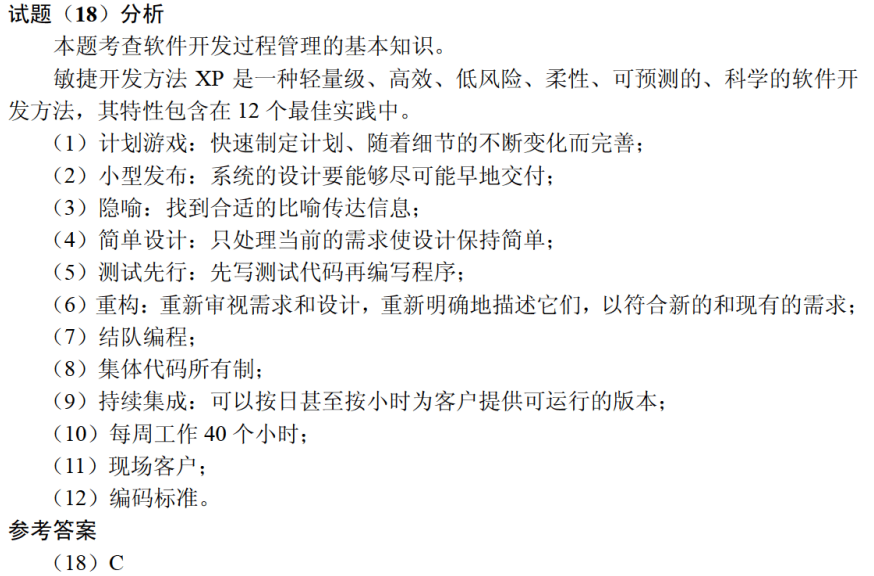 试题（18）分析
本题考查软件开发过程管理的基本知识。
敏捷开发方法 XP 是一种轻量级、高效、低风险、柔性、可预测的、科学的软件开
发方法，其特性包含在 12 个最佳实践中。
（1）计划游戏：快速制定计划、随着细节的不断变化而完善；
（2）小型发布：系统的设计要能够尽可能早地交付；
（3）隐喻：找到合适的比喻传达信息；
（4）简单设计：只处理当前的需求使设计保持简单；
（5）测试先行：先写测试代码再编写程序；
（6）重构：重新审视需求和设计，重新明确地描述它们，以符合新的和现有的需求；
（7）结队编程；
（8）集体代码所有制；
（9）持续集成：可以按日甚至按小时为客户提供可运行的版本；
（10）每周工作 40 个小时；
（11）现场客户；
（12）编码标准。
参考答案
（18）C